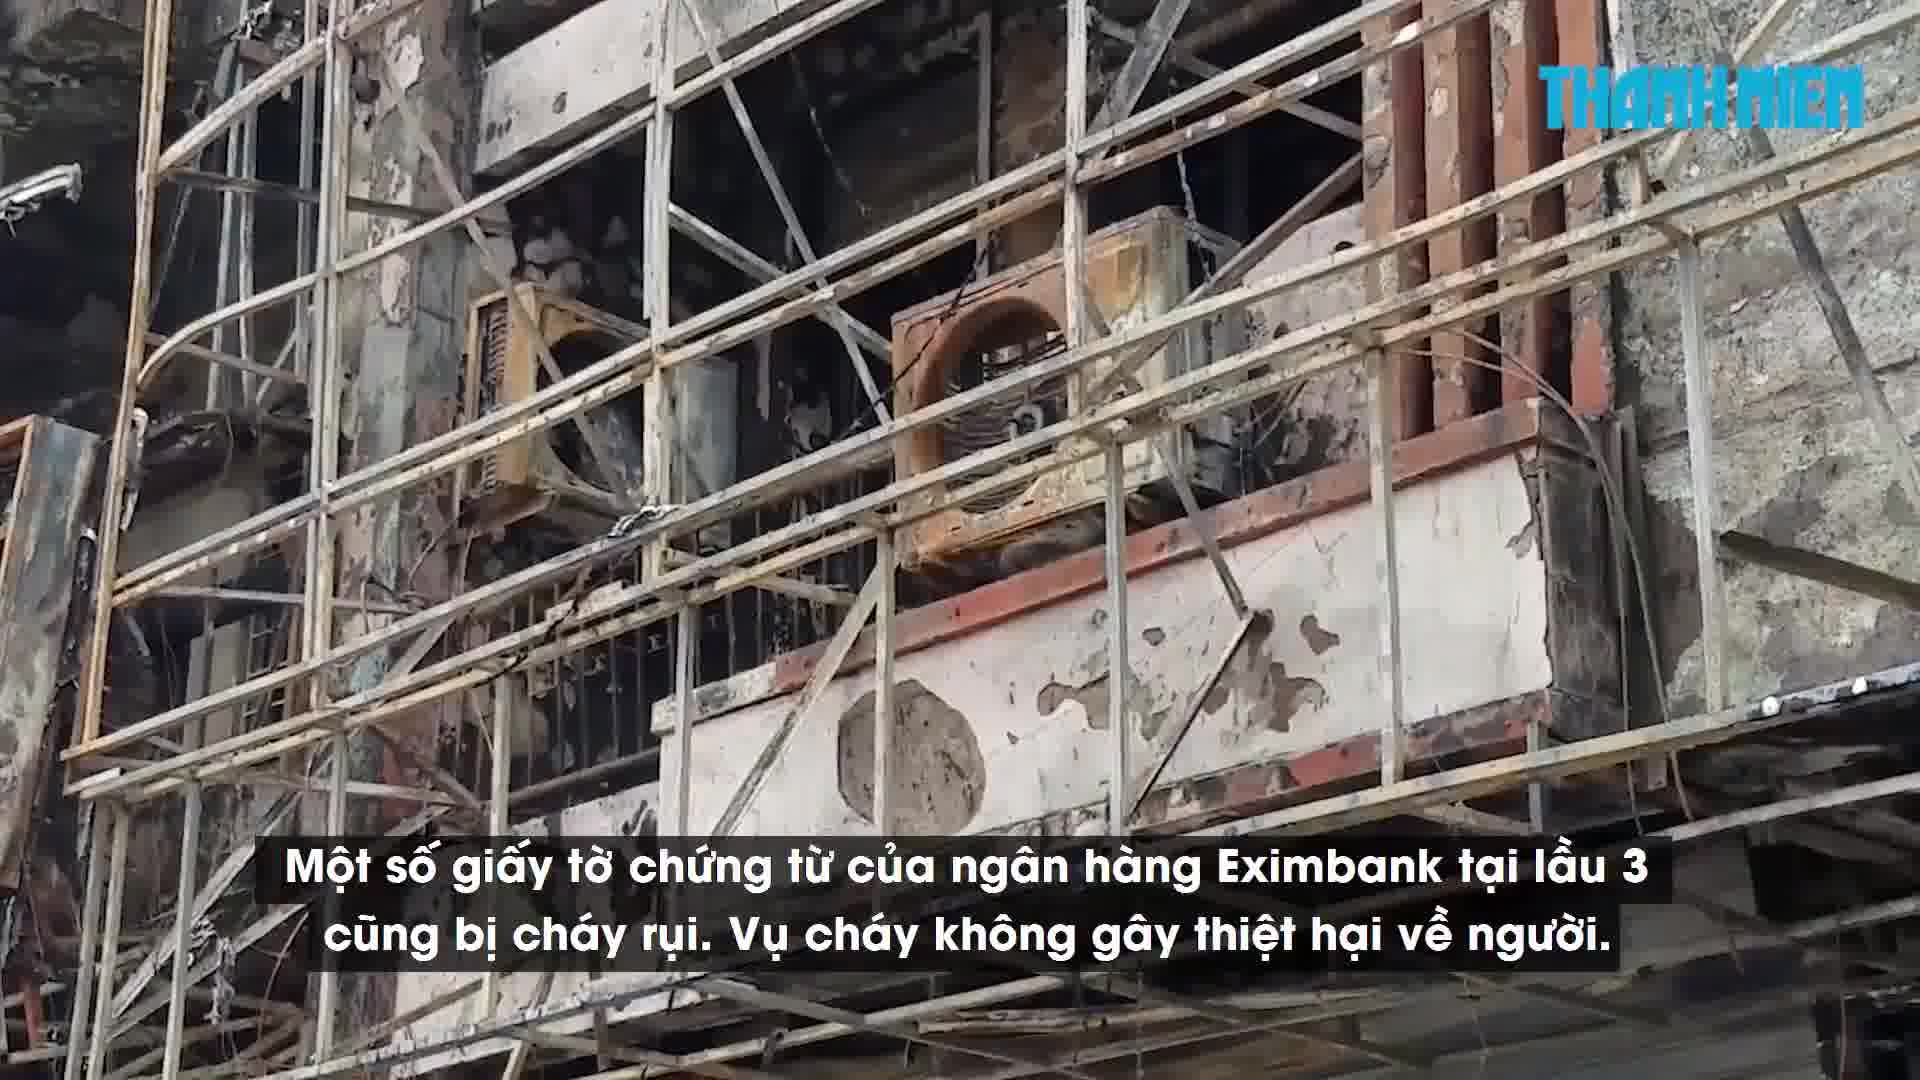 THANH NIEN
Một số giấy tờ chứng từ của ngân hàng Eximbank tại lầu 3
cũng bị cháy rụi. Vụ cháy không gây thiệt hại về người.